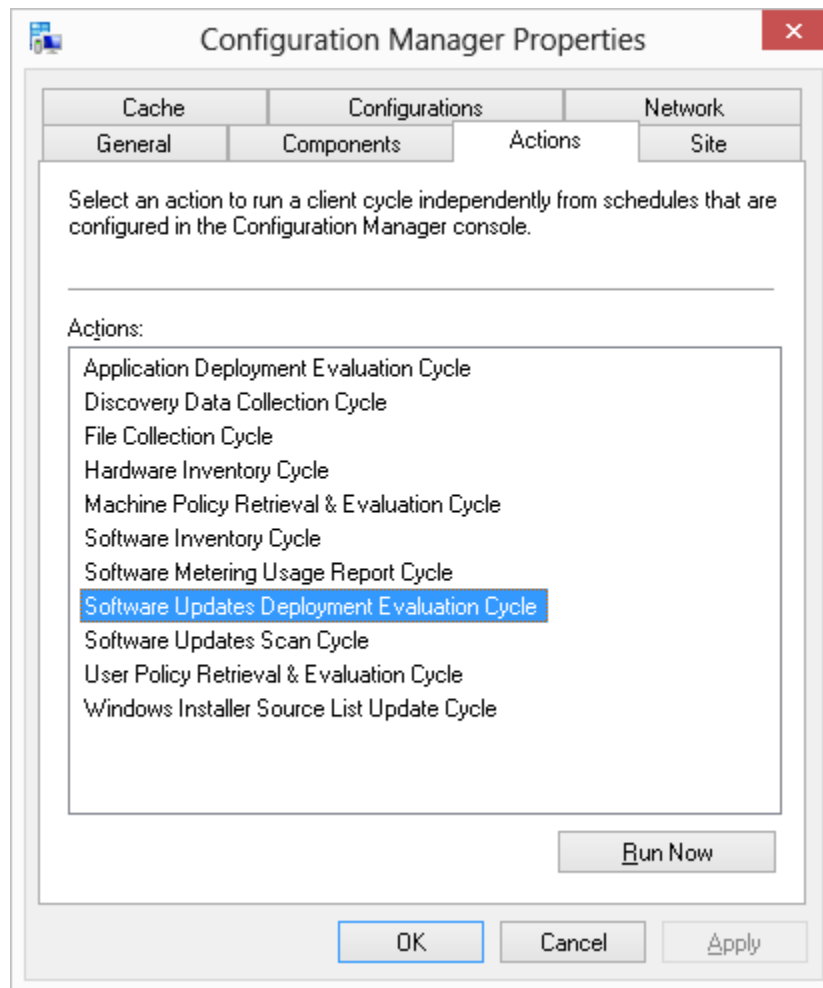 Configuration Manager Properties
Cache Configurations Network
General Components Actions Site
Select an action to run a client cycle independently from schedules that are
configured in the Configuration Manager console.
Actions:
Application Deployment Evaluation Cycle
Discovery Data Collection Cycle
File Collection Cycle
Hardware Inventory Cycle
Machine Policy Retrieval & Evaluation Cycle
Software Inventory Cycle
Software Metering Usage Report Cycle
Software Updates Deployment Evaluation Cycle
Software Updates Scan Cycle
User Policy Retrieval & Evaluation Cycle
Windows Installer Source List Update Cycle
Run Now
OK Cancel Apply